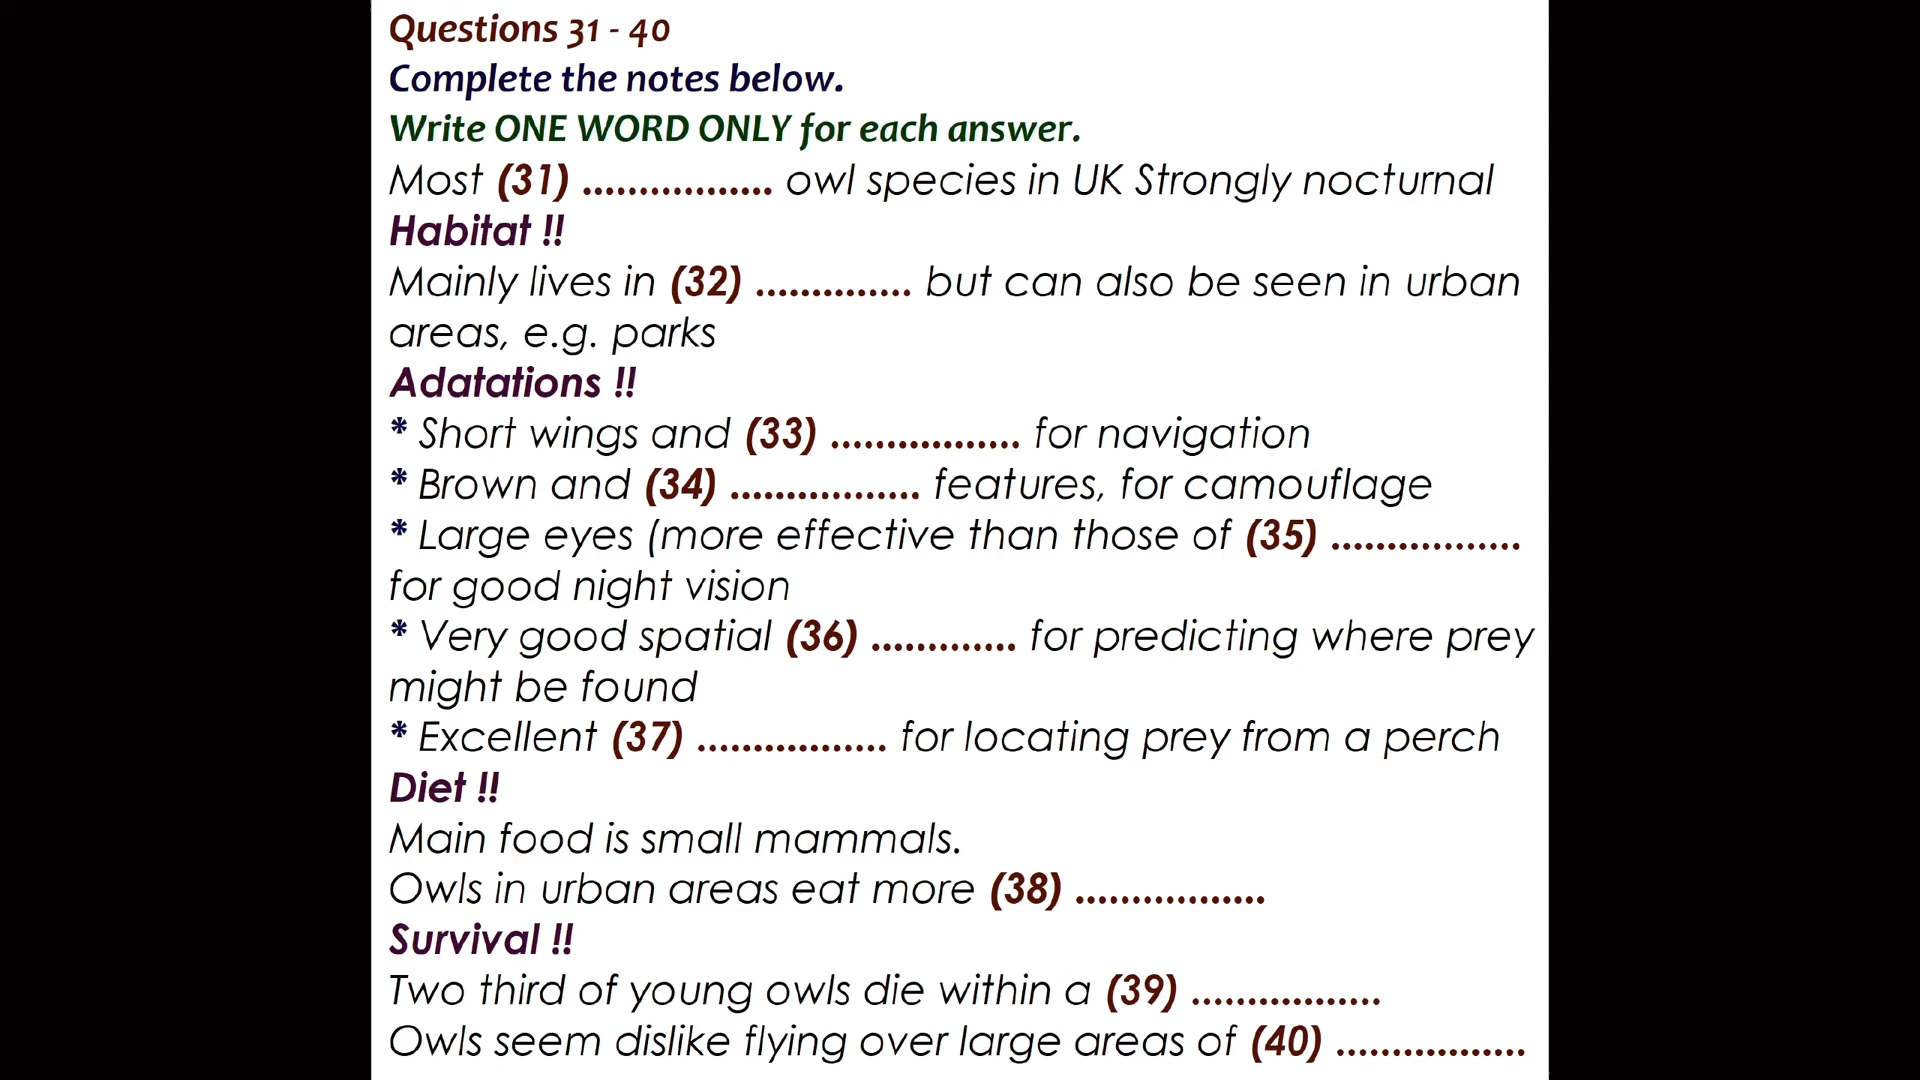 Questions 31 - 40
Complete the notes below.
Write ONE WORD ONLY for each answer.
Most (31) ................. owl species in UK Strongly nocturnal
Habitat !!
Mainly lives in (32) .............. but can also be seen in urban
areas, e.g. parks
Adatations !!
* Short wings and (33) ................. for navigation
* Brown and (34) ................. features, for camouflage
* Large eyes (more effective than those of (35) .................
for good night vision
* Very good spatial (36) ............. for predicting where prey
might be found
* Excellent (37) ................. for locating prey from a perch
Diet !!
Main food is small mammals.
Owls in urban areas eat more (38) .................
Survival !!
Two third of young owls die within a (39) .................
Owls seem dislike flying over large areas of (40) .................